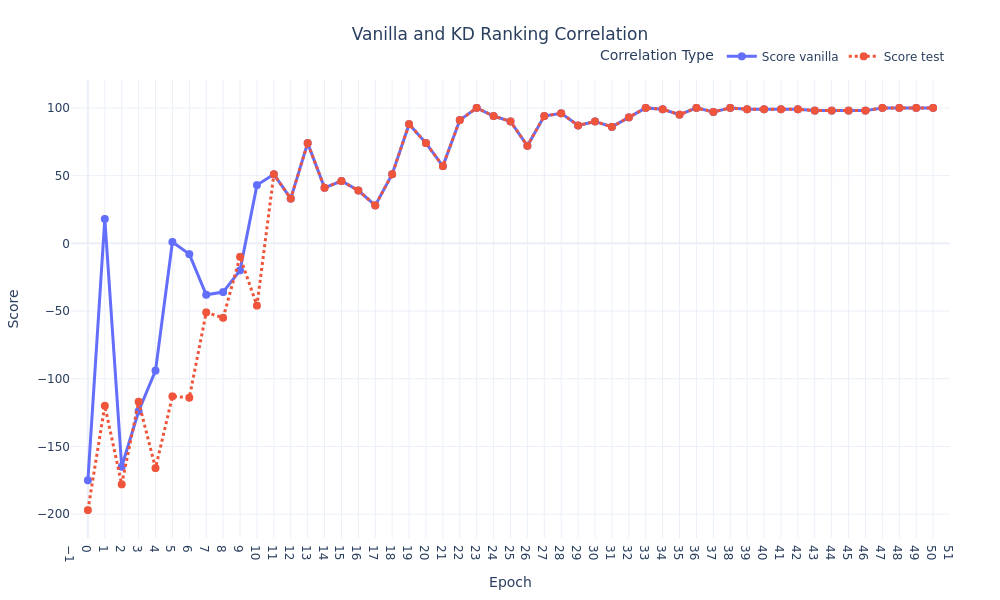 Vanilla and KD Ranking Correlation
Correlation Type Score vanilla Score test
100
50
0
−50
−100
−150
−200
Score
−1 0 1 2 3 4 5 6 7 8 9 10 11 12 13 14 15 16 17 18 19 20 21 22 23 24 25 26 27 28 29 30 31 32 33 34 35 36 37 38 39 40 41 42 43 44 45 46 47 48 49 50 51
Epoch